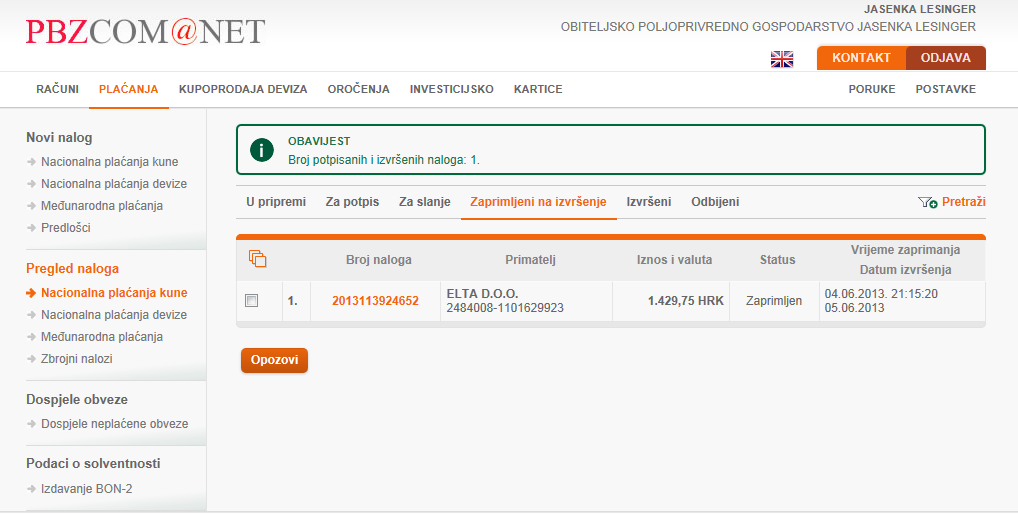 JASENKA LESINGER
PBZCOM@NET
OBITELJSKO POLJOPRIVREDNO GOSPODARSTVO JASENKA LESINGER
KONTAKT ODJAVA
RAČUNI PLAĆANJA KUPOPRODAJA DEVIZA OROČENJA INVESTICIJSKO KARTICE PORUKE POSTAVKE
Novi nalog
Nacionalna plaćanja kune
Nacionalna plaćanja devize
Međunarodna plaćanja
Predlošci
Pregled naloga
Nacionalna plaćanja kune
Nacionalna plaćanja devize
Međunarodna plaćanja
Zbrojni nalozi
Dospjele obveze
Dospjele neplaćene obveze
Podaci o solventnosti
Izdavanje BON-2
OBAVIJEST
Broj potpisanih i izvršenih naloga: 1.
U pripremi Za potpis Za slanje Zaprimljeni na izvršenje Izvršeni Odbijeni Pretraži
Broj naloga Primatelj Iznos i valuta Status Vrijeme zaprimanja
Datum izvršenja
1. 2013113924652 ELTA D.O.O. 1.429,75 HRK Zaprimljen 04.06.2013. 21:15:20
2484008-1101629923 05.06.2013
Opozovi